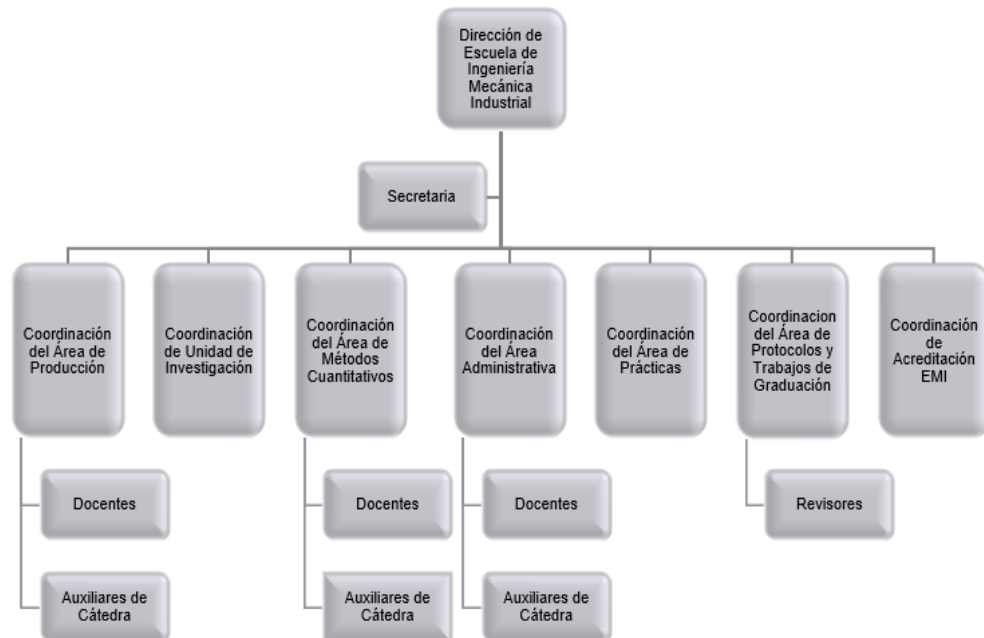 Dirección de
Escuela de
Ingeniería
Mecánica
Industrial
Secretaria
Coordinación
del Área de
Producción
Coordinación
de Unidad de
Investigación
Coordinación
del Área de
Métodos
Cuantitativos
Coordinación
del Área
Administrativa
Coordinación
del Área de
Prácticas
Coordinacion
del Área de
Protocolos y
Trabajos de
Graduación
Coordinación
de
Acreditación
EMI
Docentes
Docentes
Docentes
Revisores
Auxiliares de
Cátedra
Auxiliares de
Cátedra
Auxiliares de
Cátedra